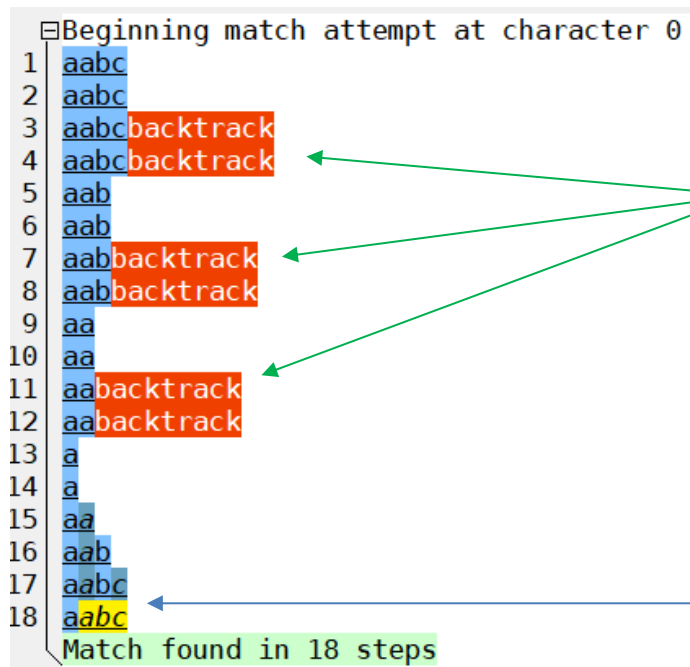 Beginning match attempt at character 0
1 aabc
2 aabc
3 aabcbacktrack
4 aabcbacktrack
5 aab
6 aab
7 aabbacktrack
8 aabbacktrack
9 aa
10 aa
11 aabacktrack
12 aabacktrack
13 a
14 a
15 aa
16 aab
17 aabc
18 aabc
Match found in 18 steps